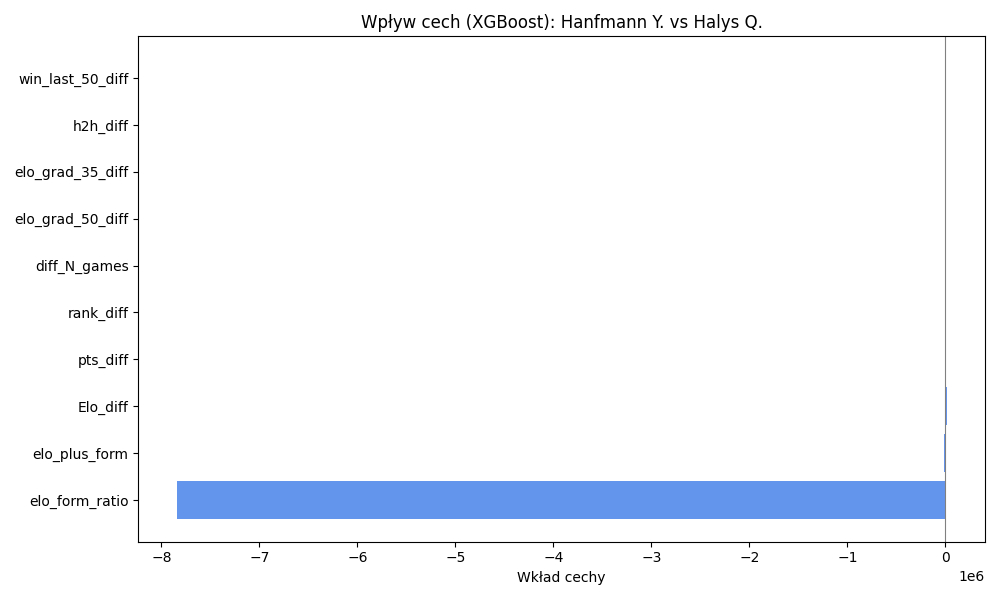 Wpływ cech (XGBoost): Hanfmann Y. vs Halys Q.
win_last_50_diff
h2h_diff
elo_grad_35_diff
elo_grad_50_diff
diff_N_games
rank_diff
pts_diff
Elo_diff
elo_plus_form
elo_form_ratio
−8 −7 −6 −5 −4 −3 −2 −1 0
1e6
Wkład cechy